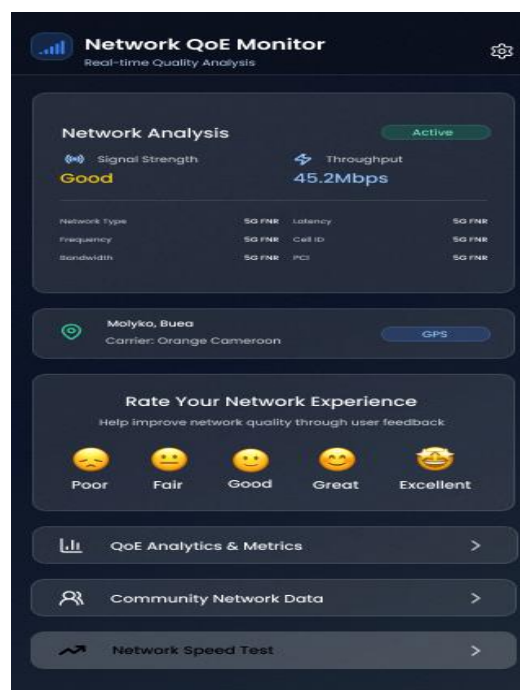 Network QoE Monitor
Real-time Quality Analysis
Network Analysis
Active
Signal Strength
Throughput
Good
45.2Mbps
Network Type 5G FNR Latency 5G FNR
Frequency 5G FNR Cell ID 5G FNR
Bandwidth 5G FNR PCI 5G FNR
Molyko, Buea
Carrier: Orange Cameroon
GPS
Rate Your Network Experience
Help improve network quality through user feedback
Poor Fair Good Great Excellent
QoE Analytics & Metrics
Community Network Data
Network Speed Test